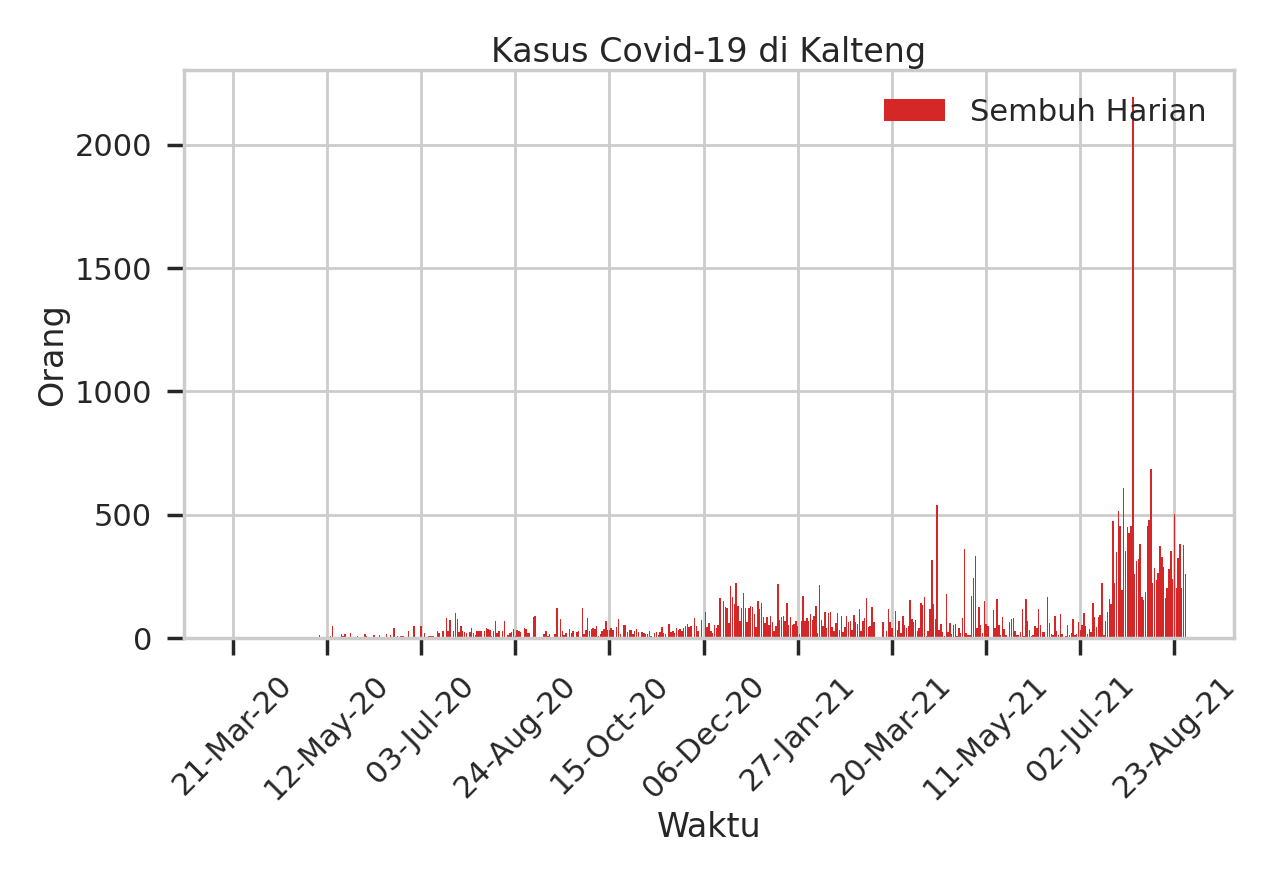 Kasus Covid-19 di Kalteng
Sembuh Harian
Orang
2000
1500
1000
500
0
21-Mar-20
12-May-20
03-Jul-20
24-Aug-20
15-Oct-20
06-Dec-20
27-Jan-21
20-Mar-21
11-May-21
02-Jul-21
23-Aug-21
Waktu